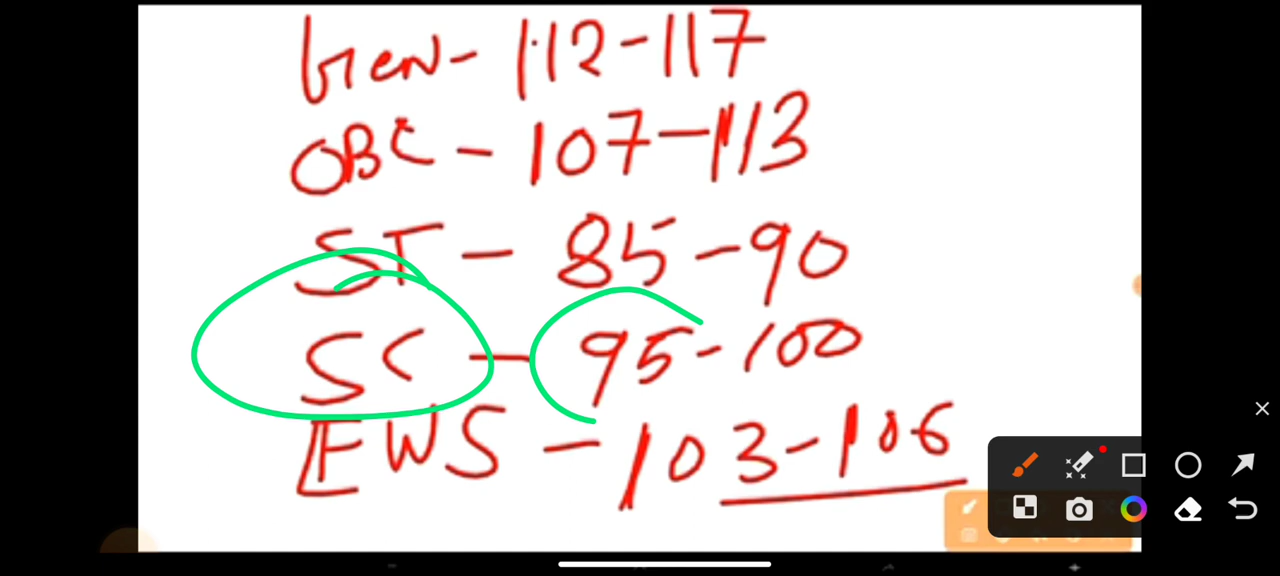 Gen - 112 - 117
OBC - 107 - 113
ST - 85 - 90
SC - 95 - 100
EWS - 103 - 106